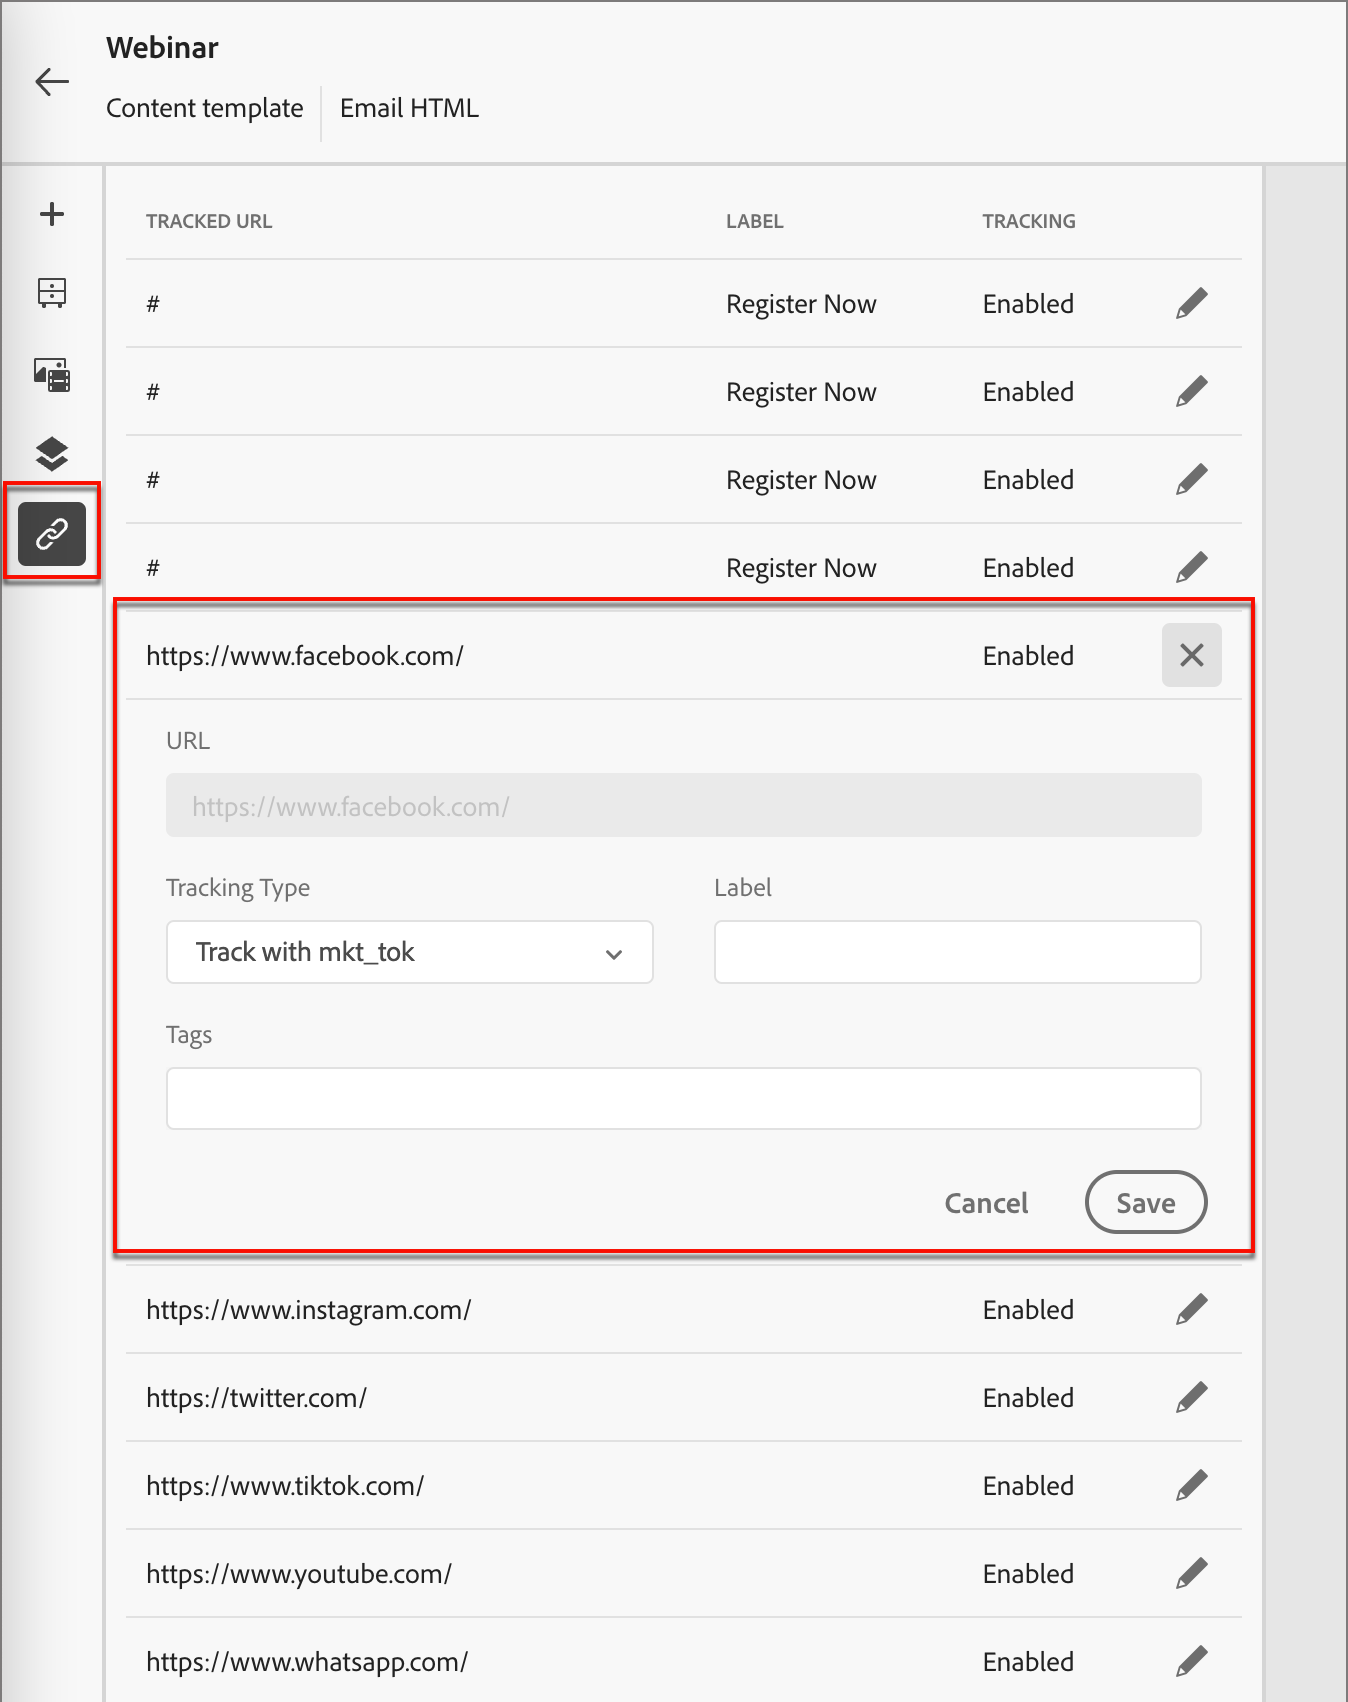 Webinar
Content template Email HTML
TRACKED URL LABEL TRACKING
# Register Now Enabled
# Register Now Enabled
# Register Now Enabled
# Register Now Enabled
https://www.facebook.com/ Enabled
URL
https://www.facebook.com/
Tracking Type Label
Track with mkt_tok
Tags
Cancel Save
https://www.instagram.com/ Enabled
https://twitter.com/ Enabled
https://www.tiktok.com/ Enabled
https://www.youtube.com/ Enabled
https://www.whatsapp.com/ Enabled